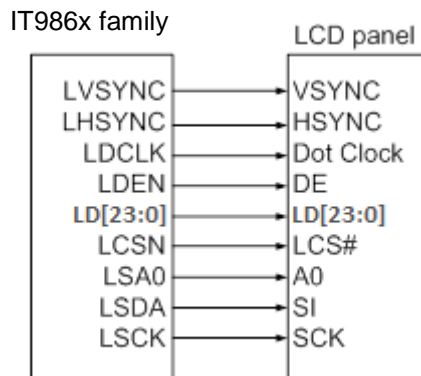 IT986x family
LCD panel
LVSYNC VSYNC
LHSYNC HSYNC
LDCLK Dot Clock
LDEN DE
LD[23:0] LD[23:0]
LCSN LCS#
LSA0 A0
LSDA SI
LSCK SCK